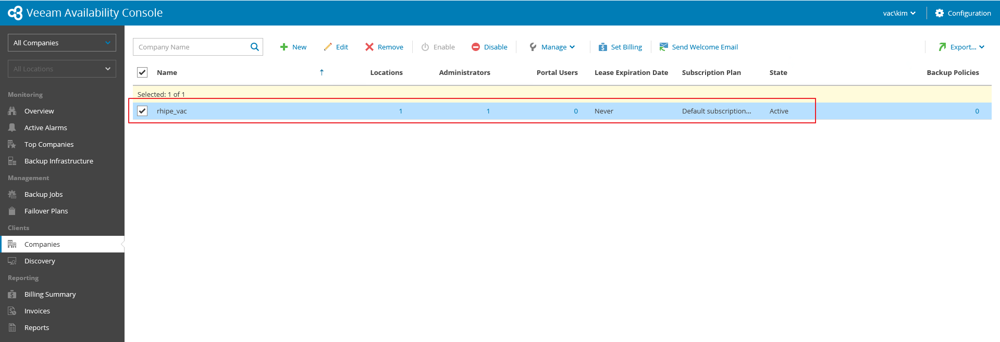 Veeam Availability Console
vac\kim
Configuration
All Companies
All Locations
Monitoring
Overview
Active Alarms
Top Companies
Backup Infrastructure
Management
Backup Jobs
Failover Plans
Clients
Companies
Discovery
Reporting
Billing Summary
Invoices
Reports
Company Name
New
Edit
Remove
Enable
Disable
Manage
Set Billing
Send Welcome Email
Export...
Name Locations Administrators Portal Users Lease Expiration Date Subscription Plan State Backup Policies
Selected: 1 of 1
rhipe_vac 1 1 0 Never Default subscription... Active 0